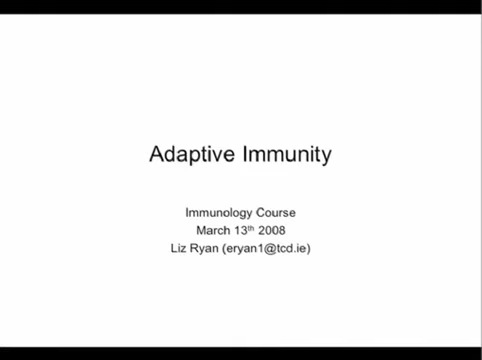 Adaptive Immunity
Immunology Course
March 13th 2008
Liz Ryan (eryan1@tcd.ie)